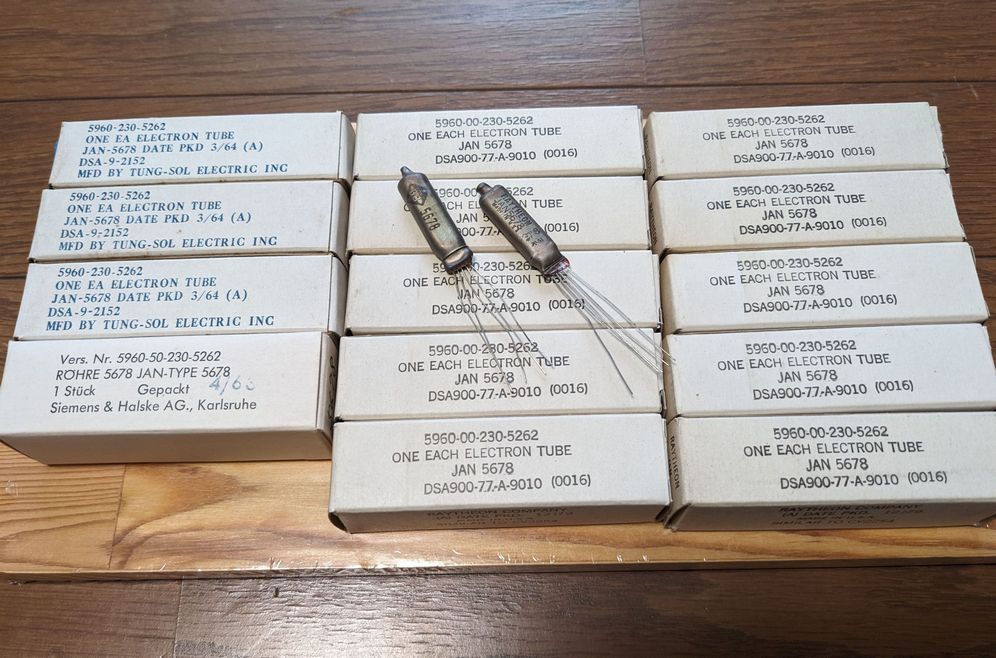 5960-230-5262
ONE EA ELECTRON TUBE
JAN-5678 DATE PKD 3/64 (A)
DSA-9-2152
MFD BY TUNG-SOL ELECTRIC INC
5960-230-5262
ONE EA ELECTRON TUBE
JAN-5678 DATE PKD 3/64 (A)
DSA-9-2152
MFD BY TUNG-SOL ELECTRIC INC
5960-230-5262
ONE EA ELECTRON TUBE
JAN-5678 DATE PKD 3/64 (A)
DSA-9-2152
MFD BY TUNG-SOL ELECTRIC INC
Vers. Nr. 5960-50-230-5262
RÖHRE 5678 JAN-TYPE 5678
1 Stück Gepackt
Siemens & Halske AG., Karlsruhe
5960-00-230-5262
ONE EACH ELECTRON TUBE
JAN 5678
DSA900-77-A-9010 (0016)
-230-5262
ONE EACH TUBE
(0016)
5678
5960-00-230-5262
ONE EACH ELECTRON
JAN 5678
DSA900-77-A-9010 (0016)
5960-00-230-5262
ONE EACH ELECTRON TUBE
JAN 5678
DSA900-77-A-9010 (0016)
5960-00-230-5262
ONE EACH ELECTRON TUBE
JAN 5678
DSA900-77-A-9010 (0016)
RAYTHEON COMPANY
5960-00-230-5262
ONE EACH ELECTRON TUBE
JAN 5678
DSA900-77-A-9010 (0016)
5960-00-230-5262
ONE EACH ELECTRON TUBE
JAN 5678
DSA900-77-A-9010 (0016)
5960-00-230-5262
ONE EACH ELECTRON TUBE
JAN 5678
DSA900-77-A-9010 (0016)
5960-00-230-5262
ONE EACH ELECTRON TUBE
JAN 5678
DSA900-77-A-9010 (0016)
5960-00-230-5262
ONE EACH ELECTRON TUBE
JAN 5678
DSA900-77-A-9010 (0016)
RAYTHEON
RAYTHEON COMPANY